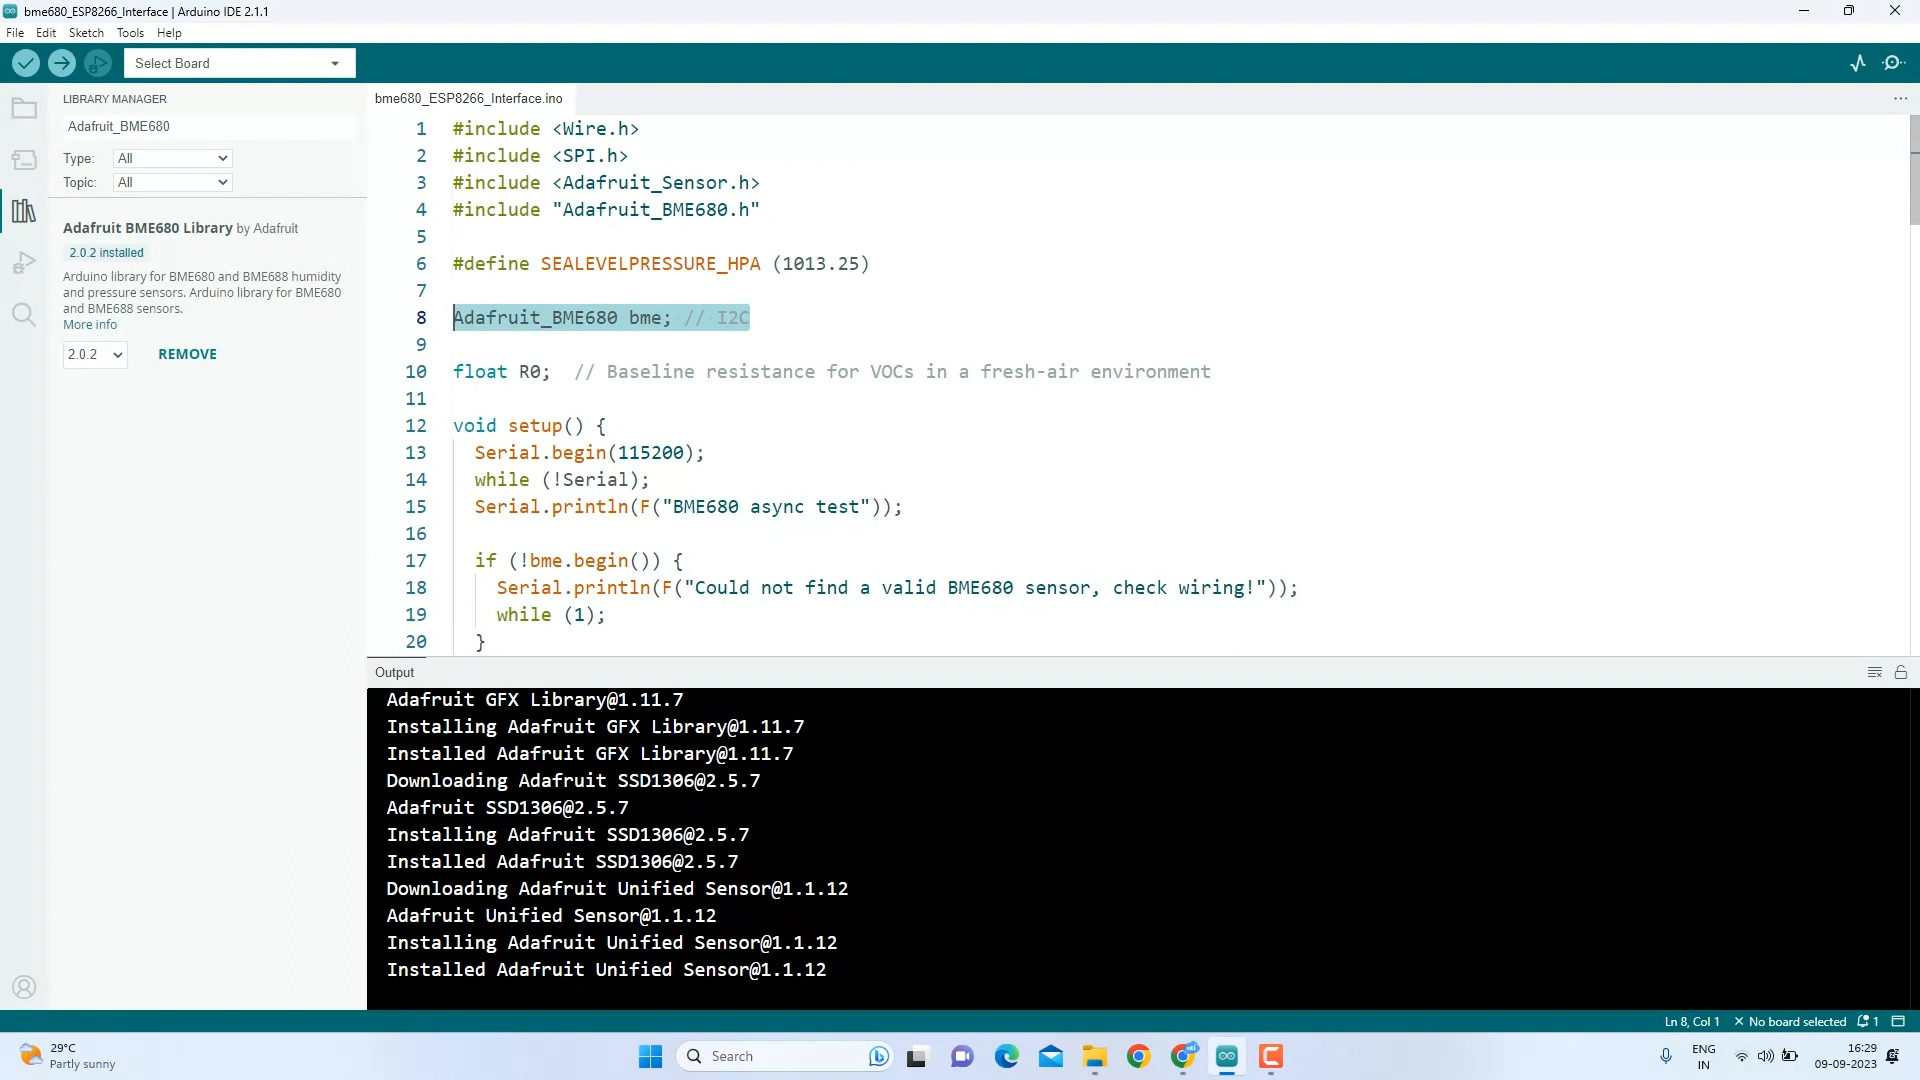 bme680_ESP8266_Interface | Arduino IDE 2.1.1
File Edit Sketch Tools Help
Select Board
LIBRARY MANAGER
Adafruit_BME680
Type: All
Topic: All
Adafruit BME680 Library by Adafruit
2.0.2 installed
Arduino library for BME680 and BME688 humidity
and pressure sensors. Arduino library for BME680
and BME688 sensors.
More info
2.0.2 REMOVE
bme680_ESP8266_Interface.ino
1 #include <Wire.h>
2 #include <SPI.h>
3 #include <Adafruit_Sensor.h>
4 #include "Adafruit_BME680.h"
5
6 #define SEALEVELPRESSURE_HPA (1013.25)
7
8 Adafruit_BME680 bme; // I2C
9
10 float R0;  // Baseline resistance for VOCs in a fresh-air environment
11
12 void setup() {
13 Serial.begin(115200);
14 while (!Serial);
15 Serial.println(F("BME680 async test"));
16
17 if (!bme.begin()) {
18 Serial.println(F("Could not find a valid BME680 sensor, check wiring!"));
19 while (1);
20 }
Output
Adafruit GFX Library@1.11.7
Installing Adafruit GFX Library@1.11.7
Installed Adafruit GFX Library@1.11.7
Downloading Adafruit SSD1306@2.5.7
Adafruit SSD1306@2.5.7
Installing Adafruit SSD1306@2.5.7
Installed Adafruit SSD1306@2.5.7
Downloading Adafruit Unified Sensor@1.1.12
Adafruit Unified Sensor@1.1.12
Installing Adafruit Unified Sensor@1.1.12
Installed Adafruit Unified Sensor@1.1.12
Ln 8, Col 1 No board selected 1
29°C
Partly sunny
Search
ENG
IN
16:29
09-09-2023